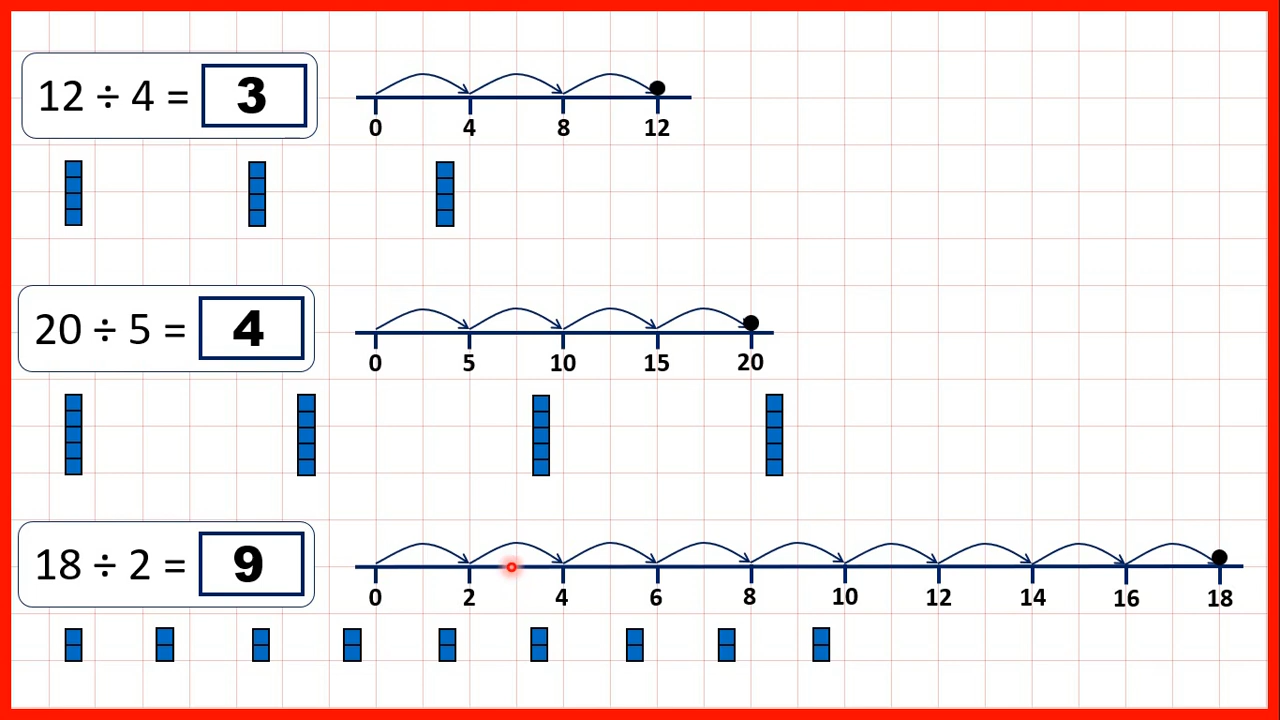 12 ÷ 4 = 3
0 4 8 12
20 ÷ 5 = 4
0 5 10 15 20
18 ÷ 2 = 9
0 2 4 6 8 10 12 14 16 18